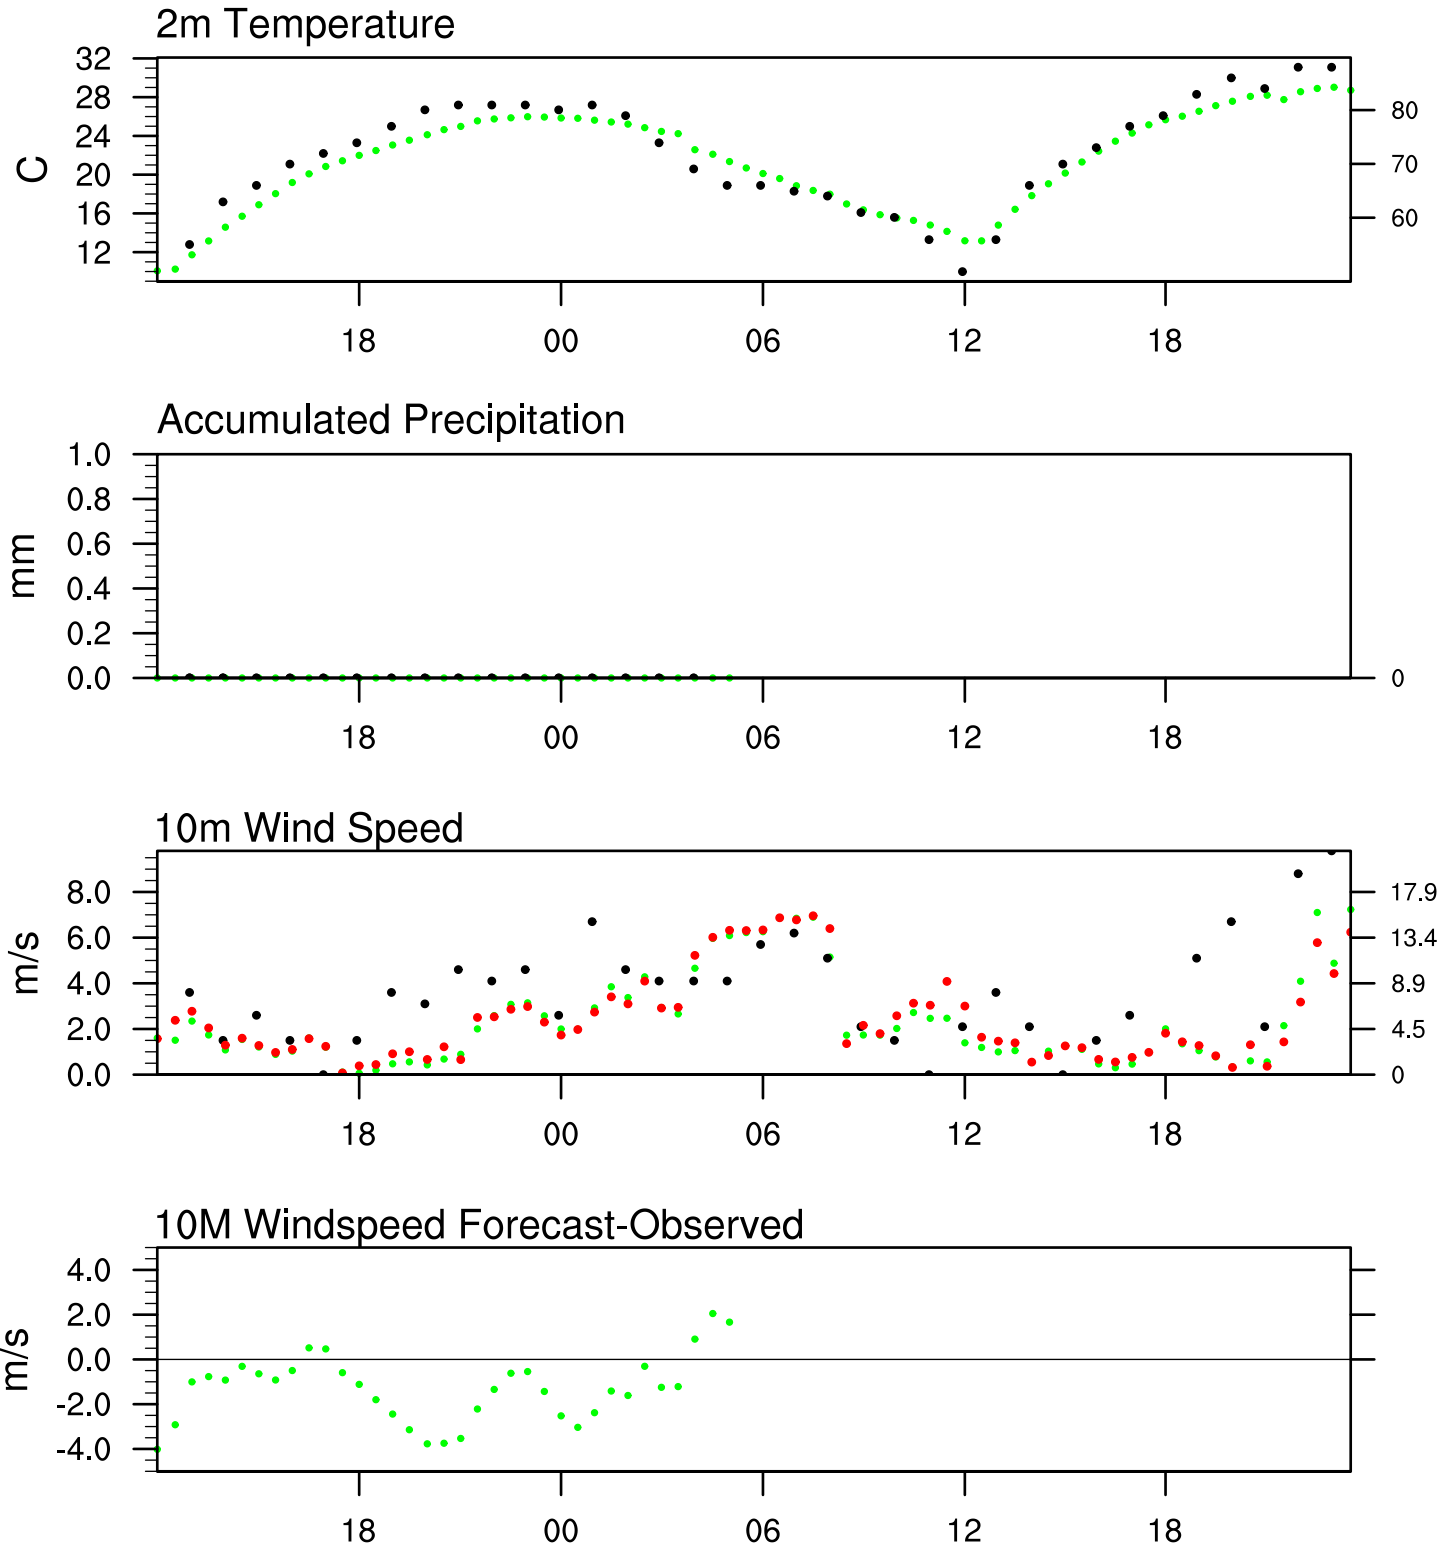 2m Temperature
32
28
24
20
16
12
C
80
70
60
18 00 06 12 18
Accumulated Precipitation
1.0
0.8
0.6
0.4
0.2
0.0
mm
0
18 00 06 12 18
10m Wind Speed
8.0
6.0
4.0
2.0
0.0
m/s
17.9
13.4
8.9
4.5
0
18 00 06 12 18
10M Windspeed Forecast-Observed
4.0
2.0
0.0
-2.0
-4.0
m/s
18 00 06 12 18